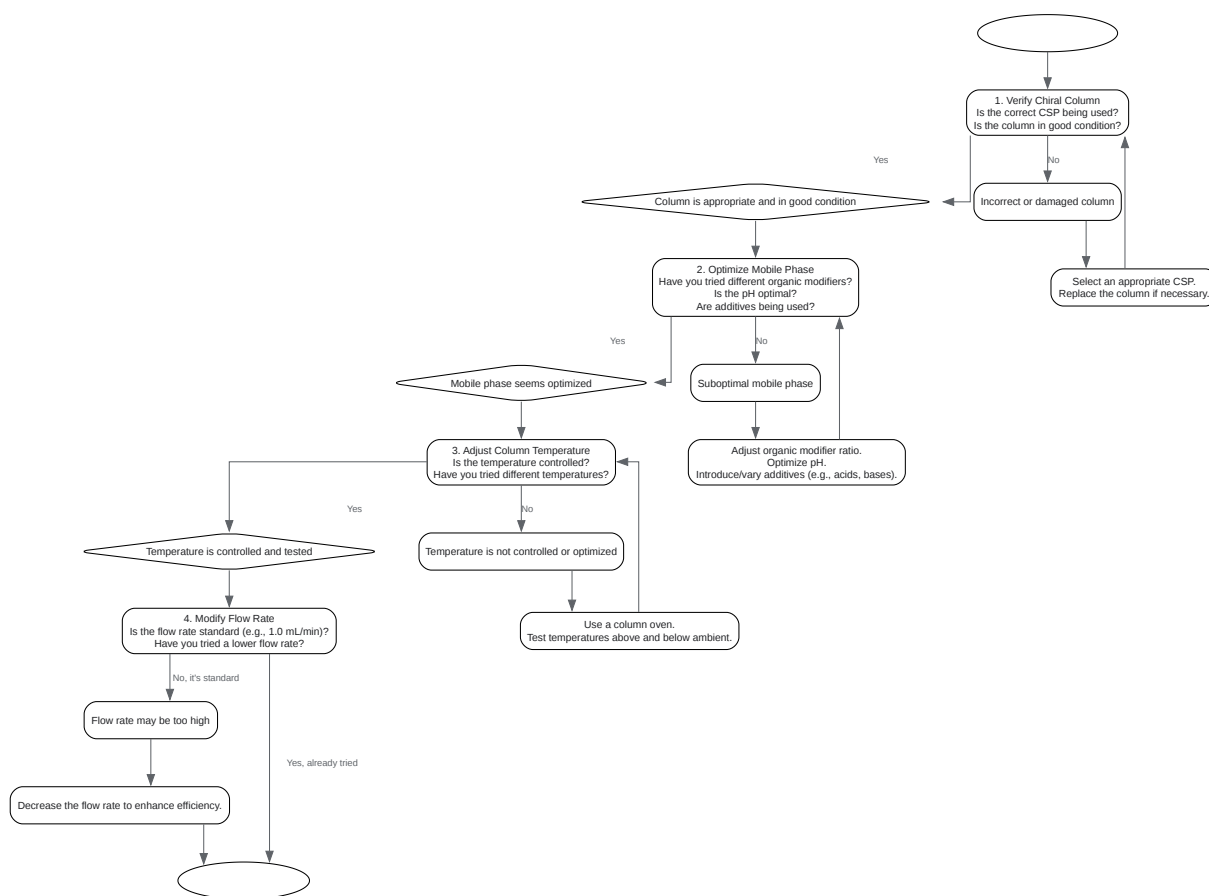 1. Verify Chiral Column
Is the correct CSP being used?
Is the column in good condition?
Yes
No
Column is appropriate and in good condition
Incorrect or damaged column
2. Optimize Mobile Phase
Have you tried different organic modifiers?
Is the pH optimal?
Are additives being used?
Select an appropriate CSP.
Replace the column if necessary.
Yes
No
Mobile phase seems optimized
Suboptimal mobile phase
3. Adjust Column Temperature
Is the temperature controlled?
Have you tried different temperatures?
Adjust organic modifier ratio.
Optimize pH.
Introduce/vary additives (e.g., acids, bases).
Yes
No
Temperature is controlled and tested
Temperature is not controlled or optimized
4. Modify Flow Rate
Is the flow rate standard (e.g., 1.0 mL/min)?
Have you tried a lower flow rate?
Use a column oven.
Test temperatures above and below ambient.
No, it's standard
Flow rate may be too high
Yes, already tried
Decrease the flow rate to enhance efficiency.